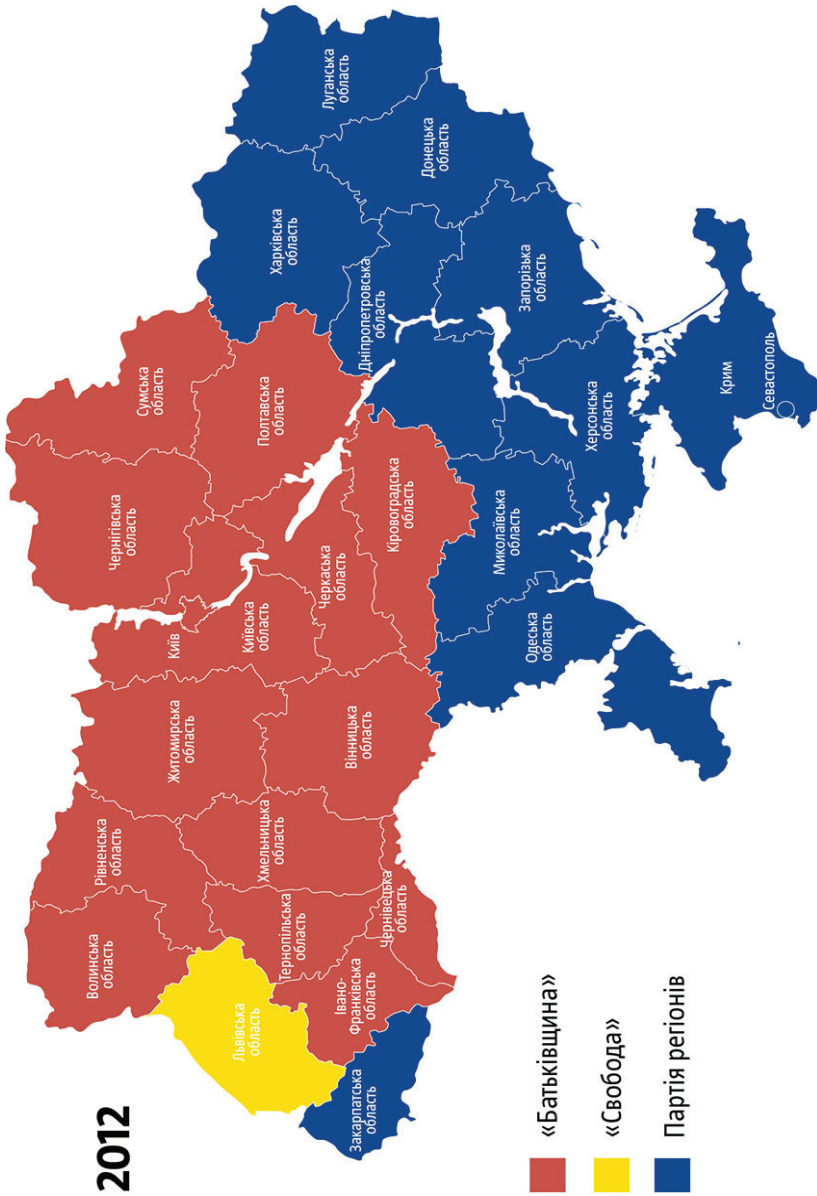 2012
Волинська
область
Рівненська
область
Житомирська
область
Київ
Київська
область
Чернігівська
область
Сумська
область
Львівська
область
Тернопільська
область
Хмельницька
область
Вінницька
область
Черкаська
область
Полтавська
область
Харківська
область
Луганська
область
Закарпатська
область
Івано-
Франківська
область
Чернівецька
область
Кіровоградська
область
Дніпропетровська
область
Донецька
область
Одеська
область
Миколаївська
область
Херсонська
область
Запорізька
область
Крим
Севастополь
«Батьківщина»
«Свобода»
Партія регіонів